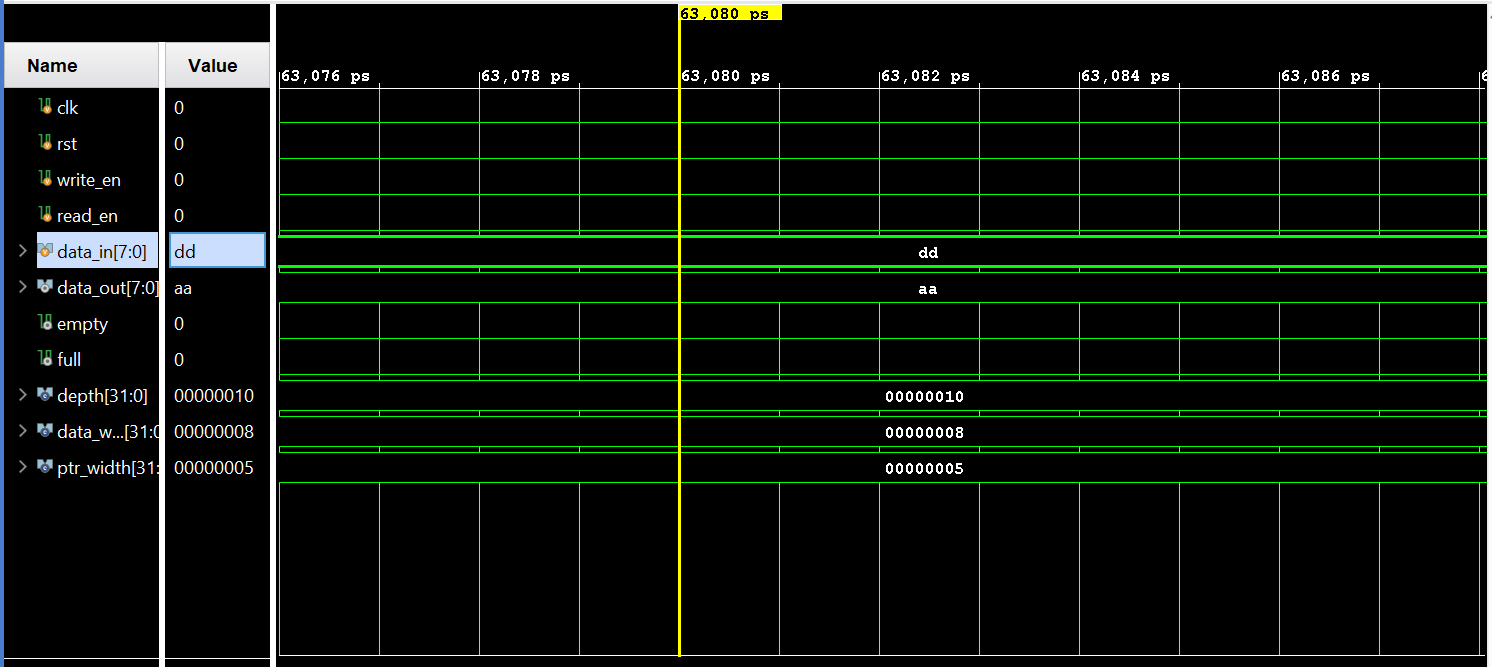 63,080 ps
Name Value
63,076 ps 63,078 ps 63,080 ps 63,082 ps 63,084 ps 63,086 ps
clk 0
rst 0
write_en 0
read_en 0
data_in[7:0] dd dd
data_out[7:0] aa aa
empty 0
full 0
depth[31:0] 00000010 00000010
data_w...[31:0 00000008 00000008
ptr_width[31: 00000005 00000005